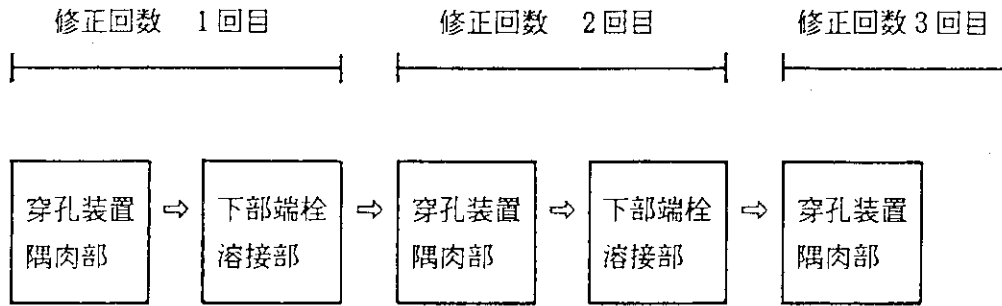 修正回数 1回目
修正回数 2回目
修正回数3回目
穿孔装置
隅肉部
⇨
下部端栓
溶接部
⇨
穿孔装置
隅肉部
⇨
下部端栓
溶接部
⇨
穿孔装置
隅肉部